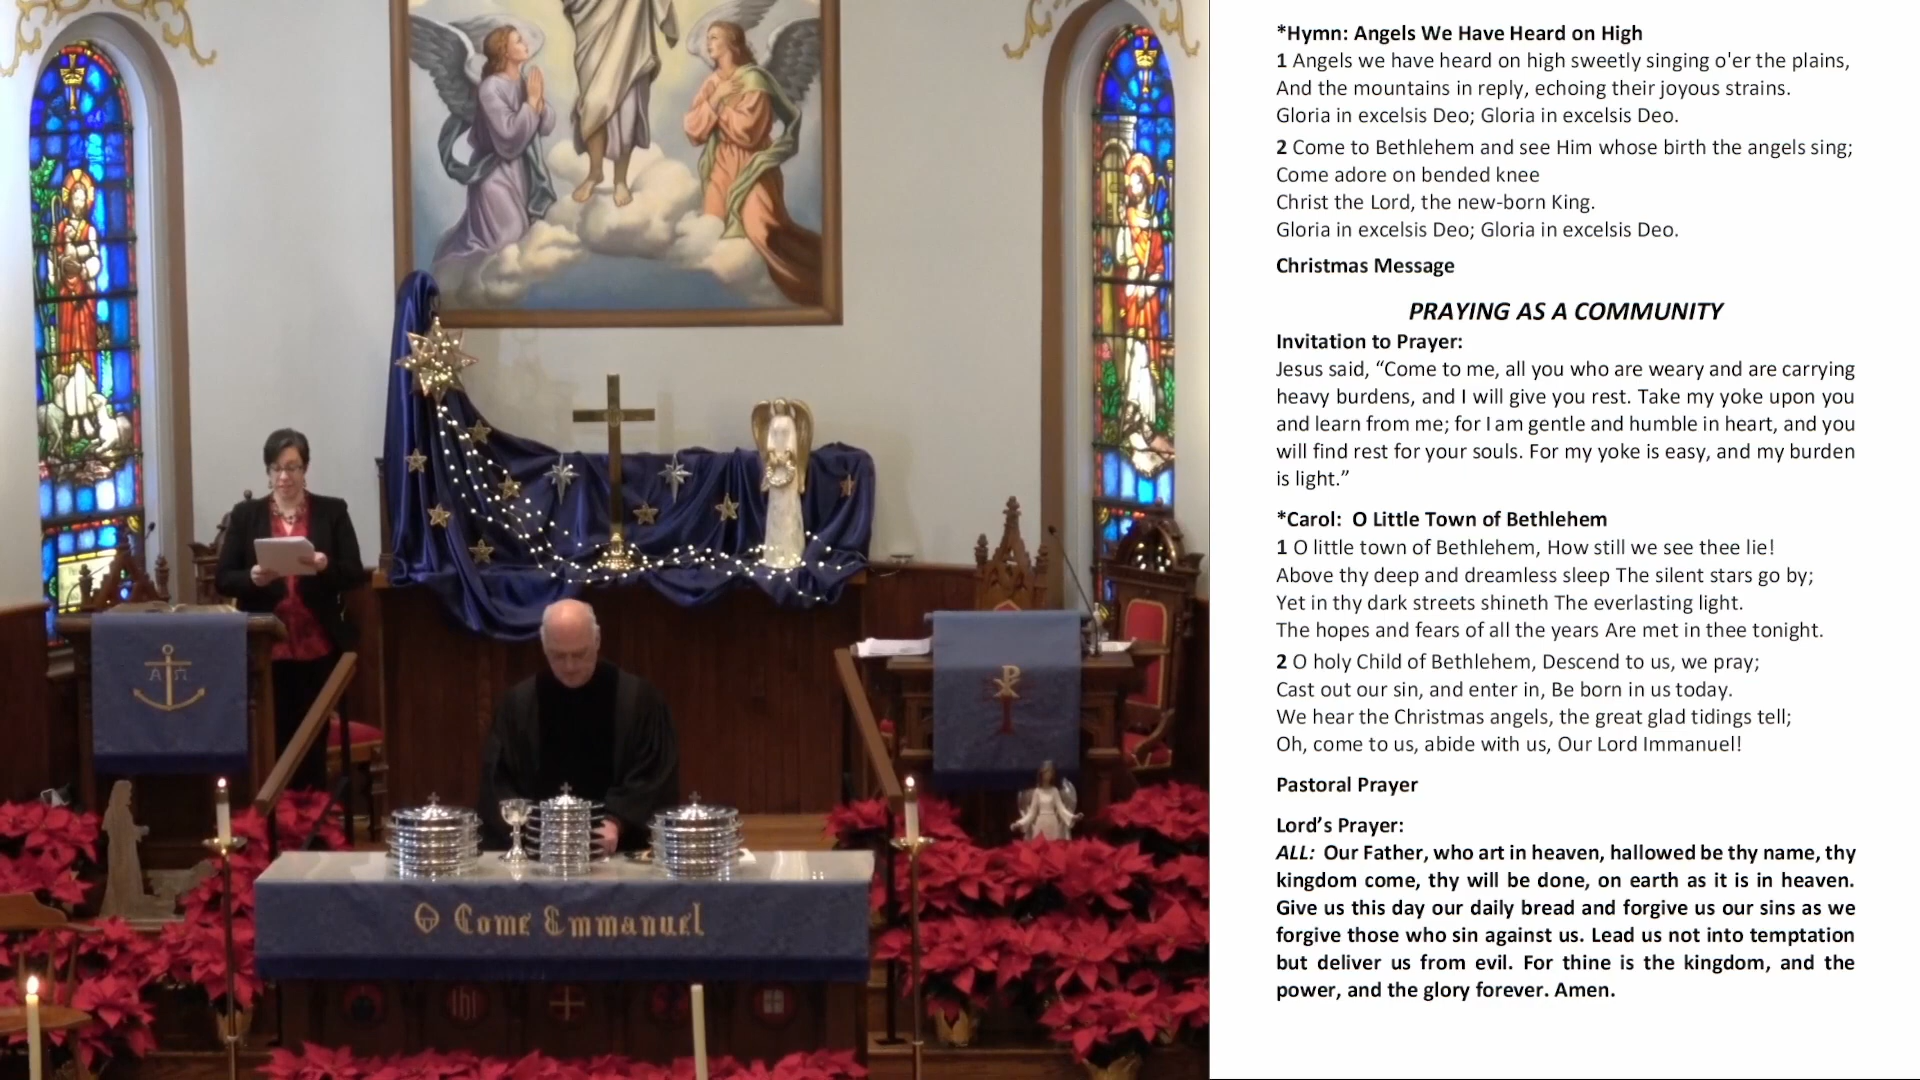 *Hymn: Angels We Have Heard on High
1 Angels we have heard on high sweetly singing o'er the plains,
And the mountains in reply, echoing their joyous strains.
Gloria in excelsis Deo; Gloria in excelsis Deo.
2 Come to Bethlehem and see Him whose birth the angels sing;
Come adore on bended knee
Christ the Lord, the new-born King.
Gloria in excelsis Deo; Gloria in excelsis Deo.
Christmas Message
PRAYING AS A COMMUNITY
Invitation to Prayer:
Jesus said, “Come to me, all you who are weary and are carrying
heavy burdens, and I will give you rest. Take my yoke upon you
and learn from me; for I am gentle and humble in heart, and you
will find rest for your souls. For my yoke is easy, and my burden
is light.”
*Carol:  O Little Town of Bethlehem
1 O little town of Bethlehem, How still we see thee lie!
Above thy deep and dreamless sleep The silent stars go by;
Yet in thy dark streets shineth The everlasting light.
The hopes and fears of all the years Are met in thee tonight.
2 O holy Child of Bethlehem, Descend to us, we pray;
Cast out our sin, and enter in, Be born in us today.
We hear the Christmas angels, the great glad tidings tell;
Oh, come to us, abide with us, Our Lord Immanuel!
Pastoral Prayer
Lord’s Prayer:
ALL: Our Father, who art in heaven, hallowed be thy name, thy
kingdom come, thy will be done, on earth as it is in heaven.
Give us this day our daily bread and forgive us our sins as we
forgive those who sin against us. Lead us not into temptation
but deliver us from evil. For thine is the kingdom, and the
power, and the glory forever. Amen.
Α Ω
O Come Emmanuel
IHS